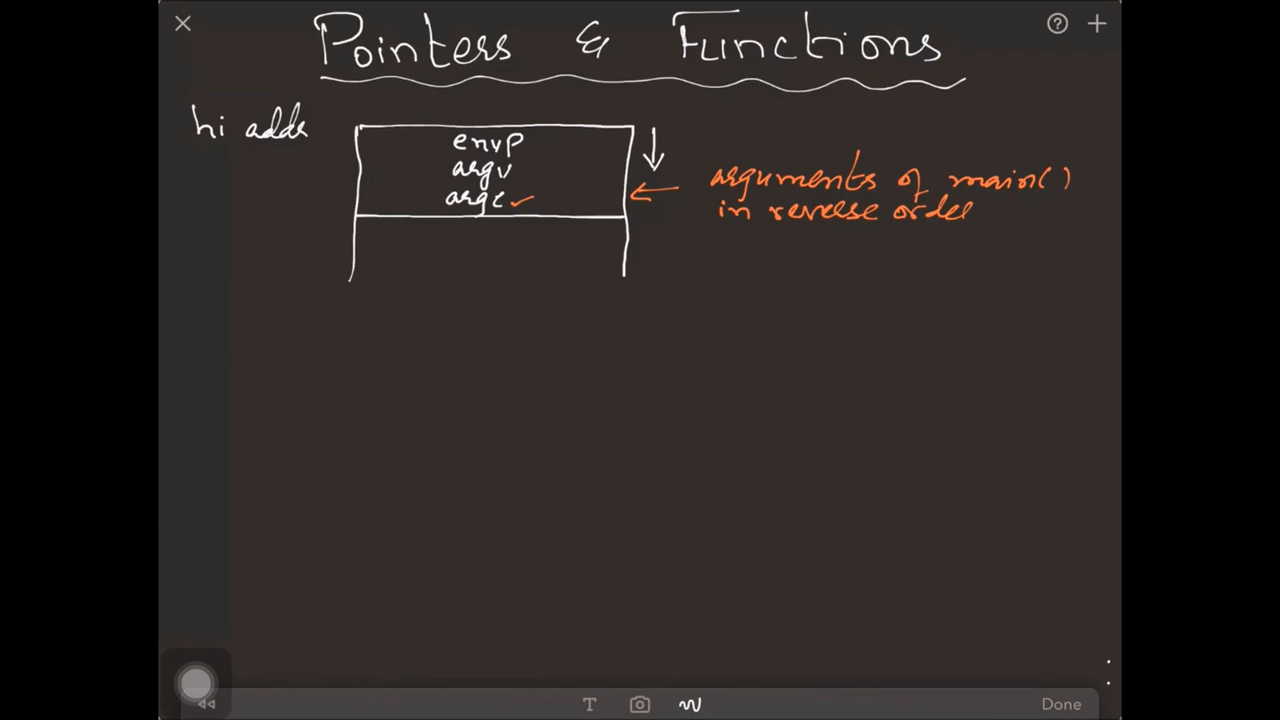 Pointers & Functions
hi addr
envp
argv
argc
arguments of main()
in reverse order
T
Done